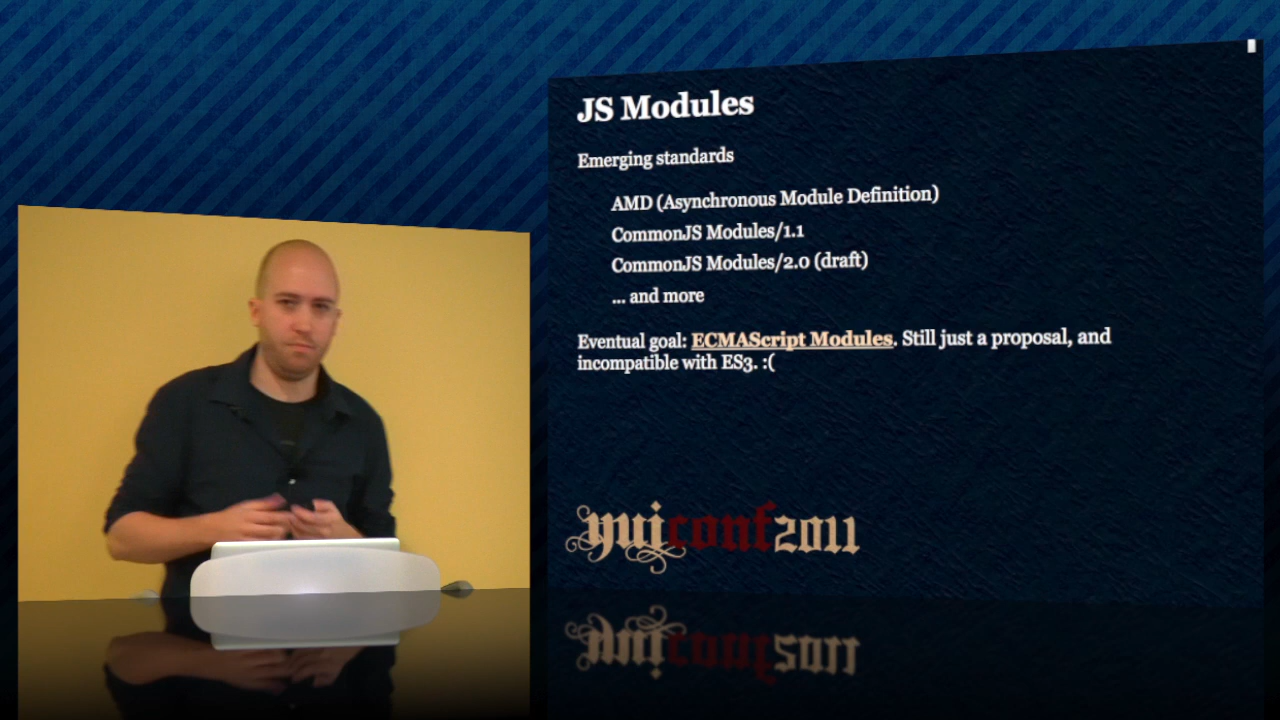 JS Modules
Emerging standards
AMD (Asynchronous Module Definition)
CommonJS Modules/1.1
CommonJS Modules/2.0 (draft)
... and more
Eventual goal: ECMAScript Modules. Still just a proposal, and
incompatible with ES3. :(
yuiconf2011